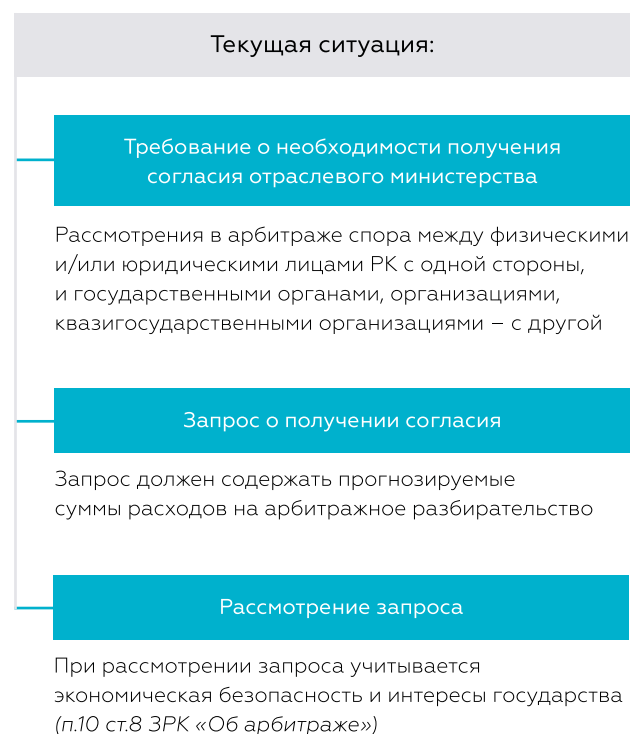 Текущая ситуация:
Требование о необходимости получения
согласия отраслевого министерства
Рассмотрения в арбитраже спора между физическими
и/или юридическими лицами РК с одной стороны,
и государственными органами, организациями,
квазигосударственными организациями – с другой
Запрос о получении согласия
Запрос должен содержать прогнозируемые
суммы расходов на арбитражное разбирательство
Рассмотрение запроса
При рассмотрении запроса учитывается
экономическая безопасность и интересы государства
(п.10 ст.8 ЗРК «Об арбитраже»)